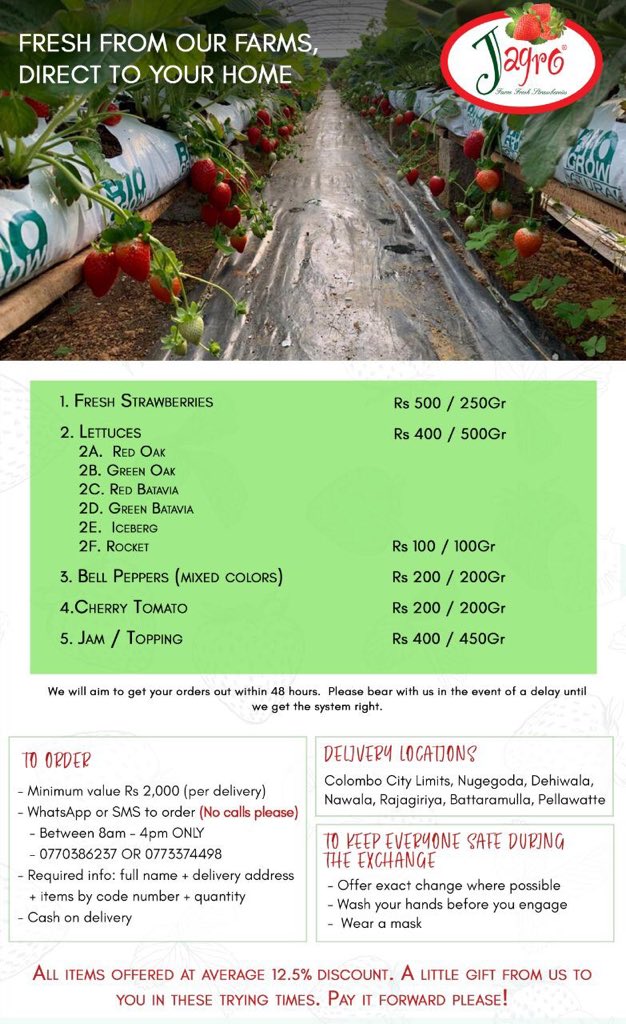 FRESH FROM OUR FARMS,
DIRECT TO YOUR HOME
Jagro®
Farm Fresh Strawberries
BIO
GROW
BIO
BIO
GROW
NATURAL
1. FRESH STRAWBERRIES Rs 500 / 250Gr
2. LETTUCES Rs 400 / 500Gr
2A. RED OAK
2B. GREEN OAK
2C. RED BATAVIA
2D. GREEN BATAVIA
2E. ICEBERG
2F. ROCKET Rs 100 / 100Gr
3. BELL PEPPERS (MIXED COLORS) Rs 200 / 200Gr
4.CHERRY TOMATO Rs 200 / 200Gr
5. JAM / TOPPING Rs 400 / 450Gr
We will aim to get your orders out within 48 hours. Please bear with us in the event of a delay until
we get the system right.
TO ORDER
- Minimum value Rs 2,000 (per delivery)
- WhatsApp or SMS to order (No calls please)
- Between 8am - 4pm ONLY
- 0770386237 OR 0773374498
- Required info: full name + delivery address
+ items by code number + quantity
- Cash on delivery
DELIVERY LOCATIONS
Colombo City Limits, Nugegoda, Dehiwala,
Nawala, Rajagiriya, Battaramulla, Pellawatte
TO KEEP EVERYONE SAFE DURING
THE EXCHANGE
- Offer exact change where possible
- Wash your hands before you engage
- Wear a mask
ALL ITEMS OFFERED AT AVERAGE 12.5% DISCOUNT. A LITTLE GIFT FROM US TO
YOU IN THESE TRYING TIMES. PAY IT FORWARD PLEASE!